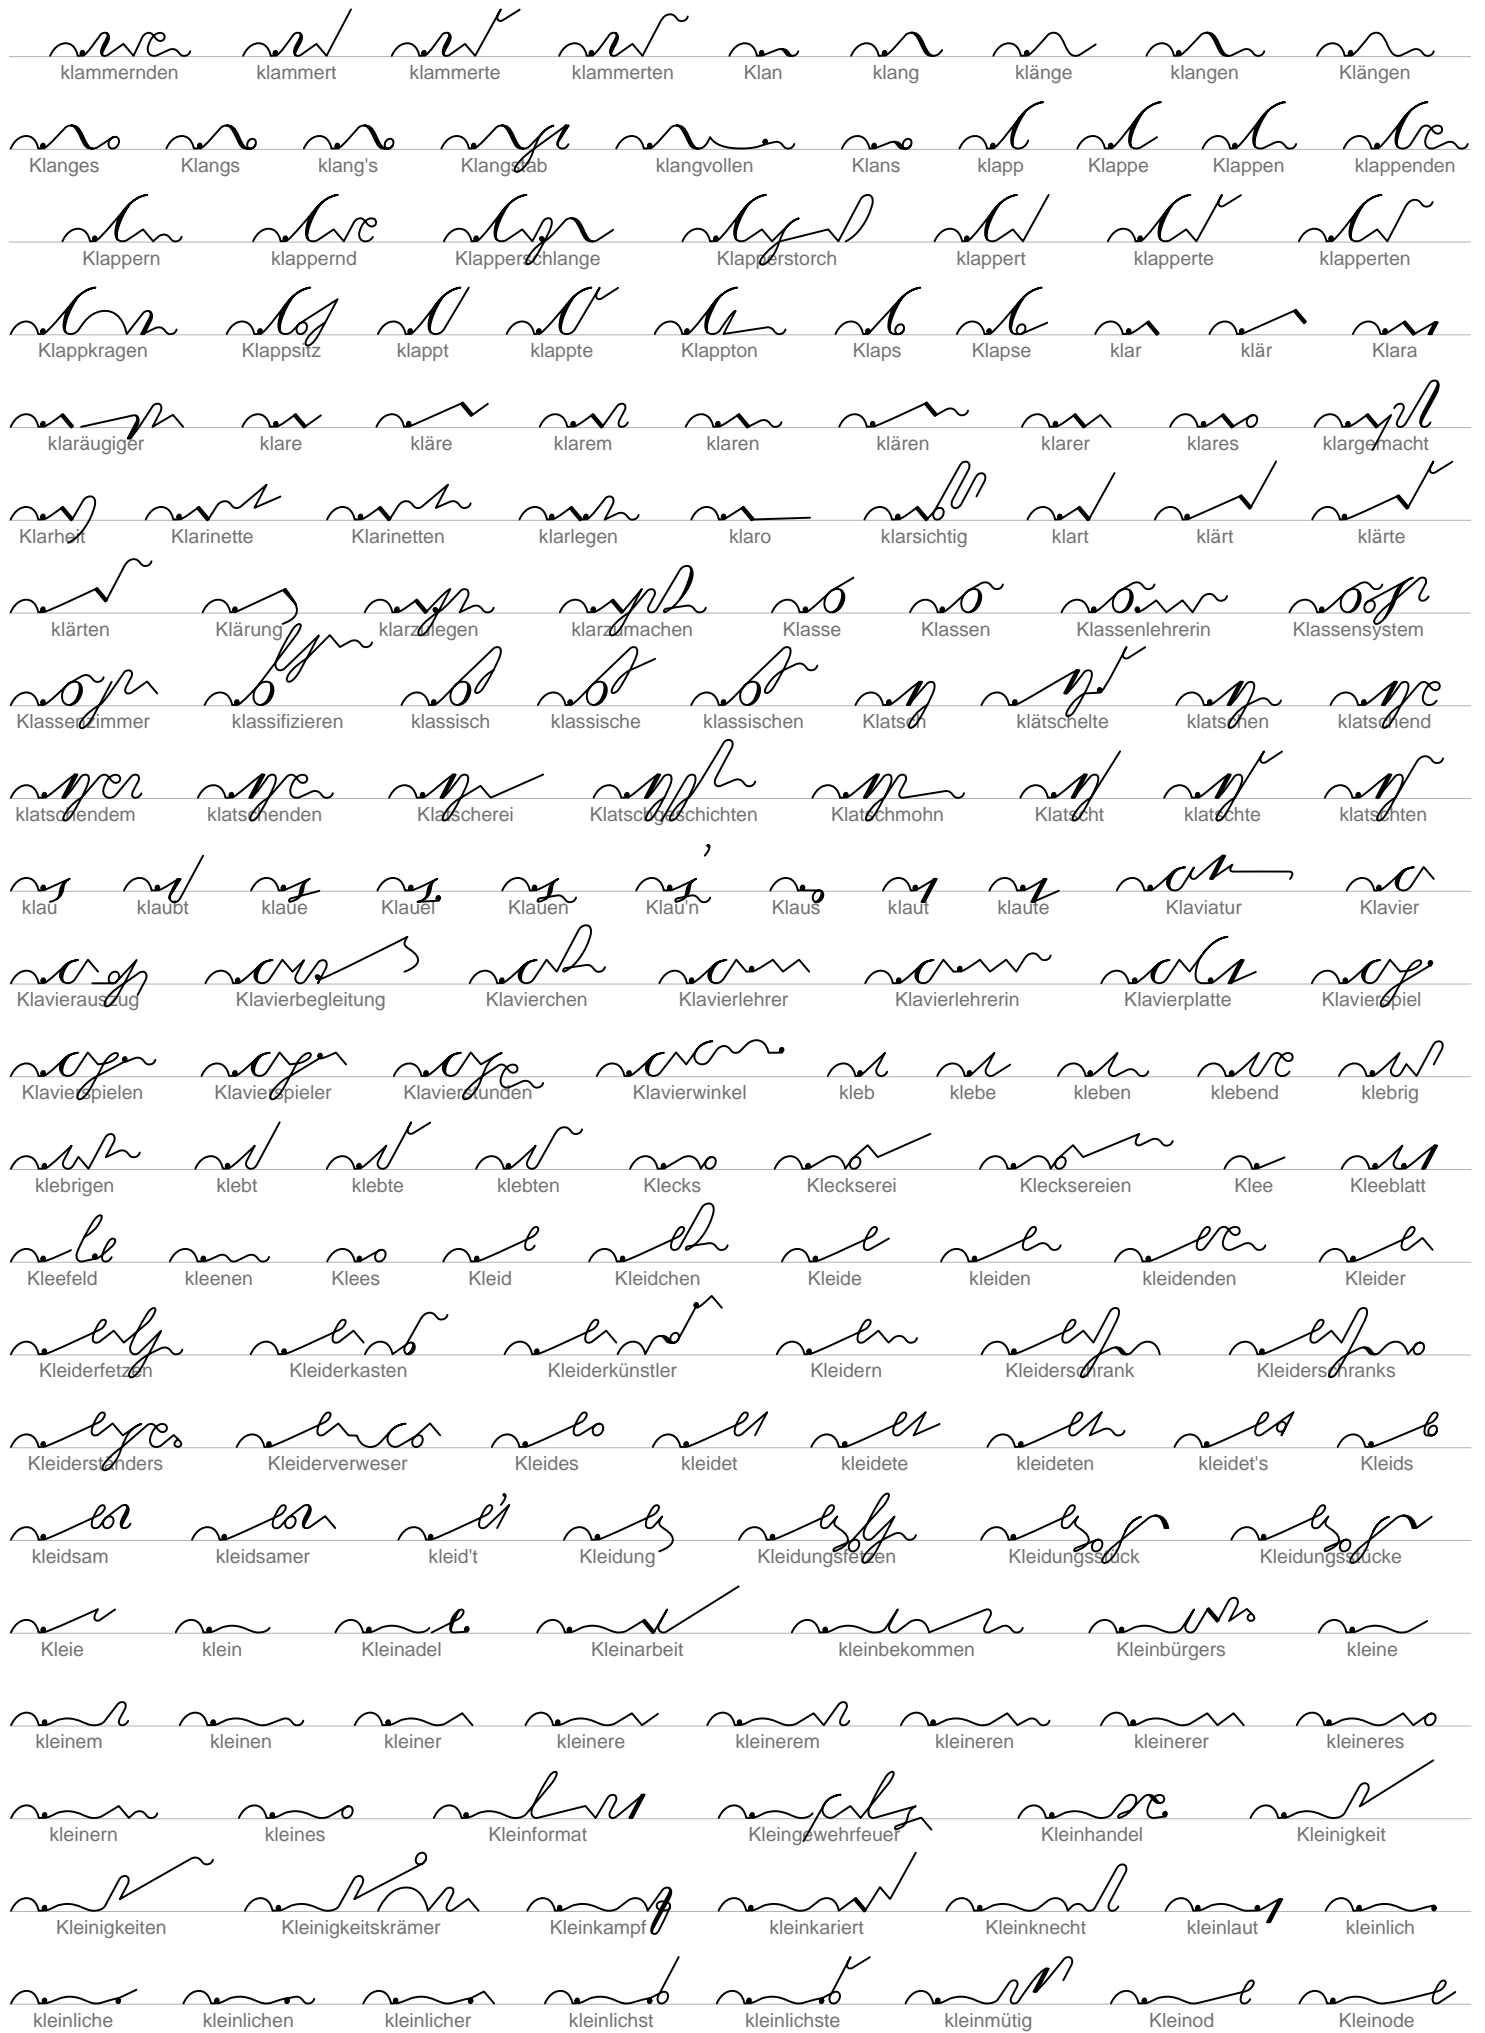 klammernden klammert klammerte klammerten Klan klang klänge klangen Klängen
Klanges Klangs klang's Klangstab klangvollen Klans klapp Klappe Klappen klappenden
Klappern klappernd Klapperschlange Klapperstorch klappert klapperte klapperten
Klappkragen Klappsitz klappt klappte Klappton Klaps Klapse klar klär Klara
klaräugiger klare kläre klarem klaren klären klarer klares klargemacht
Klarheit Klarinette Klarinetten klarlegen klaro klarsichtig klart klärt klärte
klärten Klärung klarzulegen klarzumachen Klasse Klassen Klassenlehrerin Klassensystem
Klassenzimmer klassifizieren klassisch klassische klassischen Klatsch klätschelte klatschen klatschend
klatschendem klatschenden Klatscherei Klatschgeschichten Klatschmohn Klatscht klatschte klatschten
klau klaubt klaue Klauel Klauen Klau'n Klaus klaut klaute Klaviatur Klavier
Klavierauszug Klavierbegleitung Klavierchen Klavierlehrer Klavierlehrerin Klavierplatte Klavierspiel
Klavierspielen Klavierspieler Klavierstunden Klavierwinkel kleb klebe kleben klebend klebrig
klebrigen klebt klebte klebten Klecks Kleckserei Klecksereien Klee Kleeblatt
Kleefeld kleenen Klees Kleid Kleidchen Kleide kleiden kleidenden Kleider
Kleiderfetzen Kleiderkasten Kleiderkünstler Kleidern Kleiderschrank Kleiderschranks
Kleiderständers Kleiderverweser Kleides kleidet kleidete kleideten kleidet's Kleids
kleidsam kleidsamer kleid't Kleidung Kleidungsfetzen Kleidungsstück Kleidungsstücke
Kleie klein Kleinadel Kleinarbeit kleinbekommen Kleinbürgers kleine
kleinem kleinen kleiner kleinere kleinerem kleineren kleinerer kleineres
kleinern kleines Kleinformat Kleingewehrfeuer Kleinhandel Kleinigkeit
Kleinigkeiten Kleinigkeitskrämer Kleinkampf kleinkariert Kleinknecht kleinlaut kleinlich
kleinliche kleinlichen kleinlicher kleinlichst kleinlichste kleinmütig Kleinod Kleinode